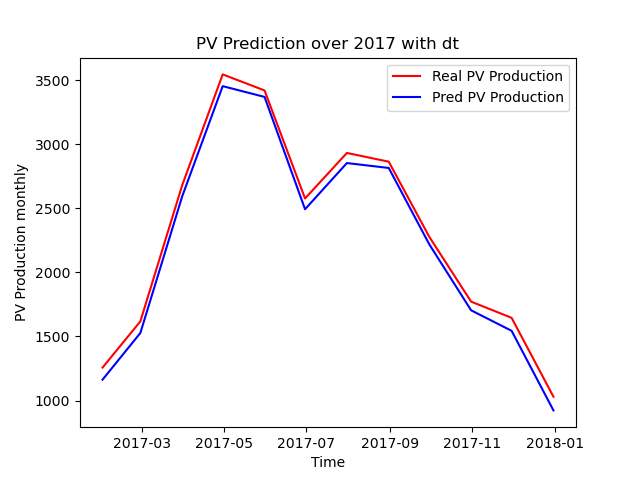 PV Prediction over 2017 with dt
Real PV Production
Pred PV Production
3500
3000
2500
2000
1500
1000
PV Production monthly
2017-03 2017-05 2017-07 2017-09 2017-11 2018-01
Time